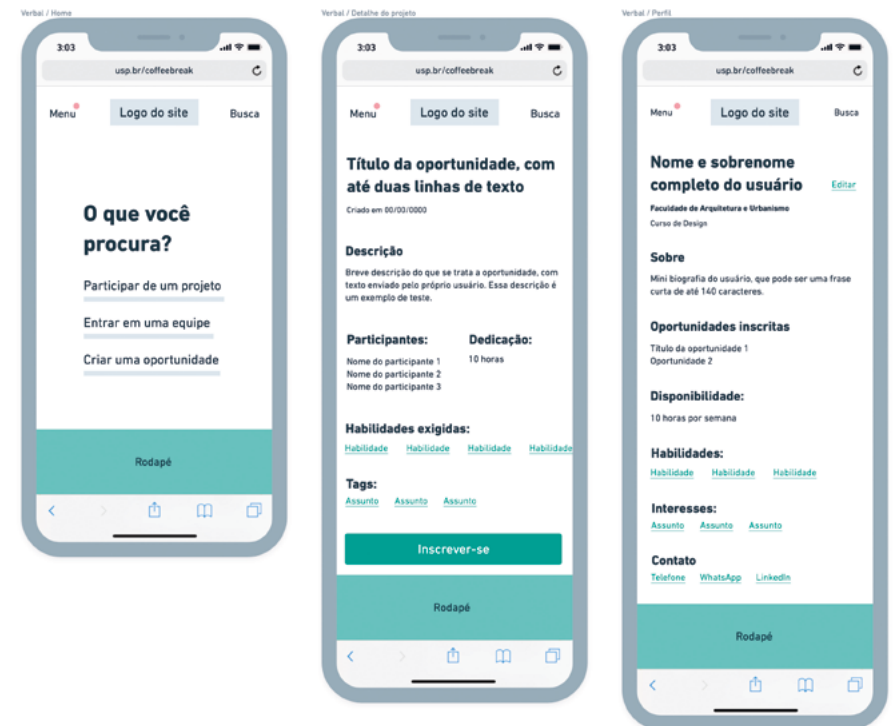 Verbal / Home
3:03
usp.br/coffeebreak
Menu
Logo do site
Busca
O que você
procura?
Participar de um projeto
Entrar em uma equipe
Criar uma oportunidade
Rodapé
Verbal / Detalhe do projeto
3:03
usp.br/coffeebreak
Menu
Logo do site
Busca
Título da oportunidade, com
até duas linhas de texto
Criado em 00/00/0000
Descrição
Breve descrição do que se trata a oportunidade, com
texto enviado pelo próprio usuário. Essa descrição é
um exemplo de teste.
Participantes:
Nome do participante 1
Nome do participante 2
Nome do participante 3
Dedicação:
10 horas
Habilidades exigidas:
Habilidade Habilidade Habilidade Habilidade
Tags:
Assunto Assunto Assunto
Inscrever-se
Rodapé
Verbal / Perfil
3:03
usp.br/coffeebreak
Menu
Logo do site
Busca
Nome e sobrenome
completo do usuário
Editar
Faculdade de Arquitetura e Urbanismo
Curso de Design
Sobre
Mini biografia do usuário, que pode ser uma frase
curta de até 140 caracteres.
Oportunidades inscritas
Título da oportunidade 1
Oportunidade 2
Disponibilidade:
10 horas por semana
Habilidades:
Habilidade Habilidade Habilidade
Interesses:
Assunto Assunto Assunto
Contato
Telefone WhatsApp LinkedIn
Rodapé